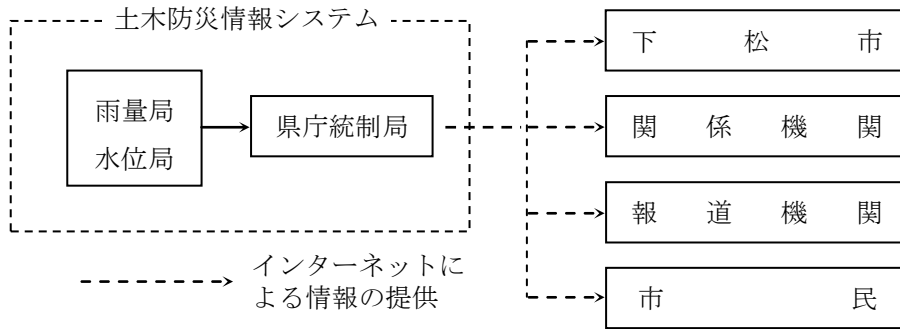 土木防災情報システム
雨量局
水位局
県庁統制局
下松市
関係機関
報道機関
市民
インターネットに
よる情報の提供